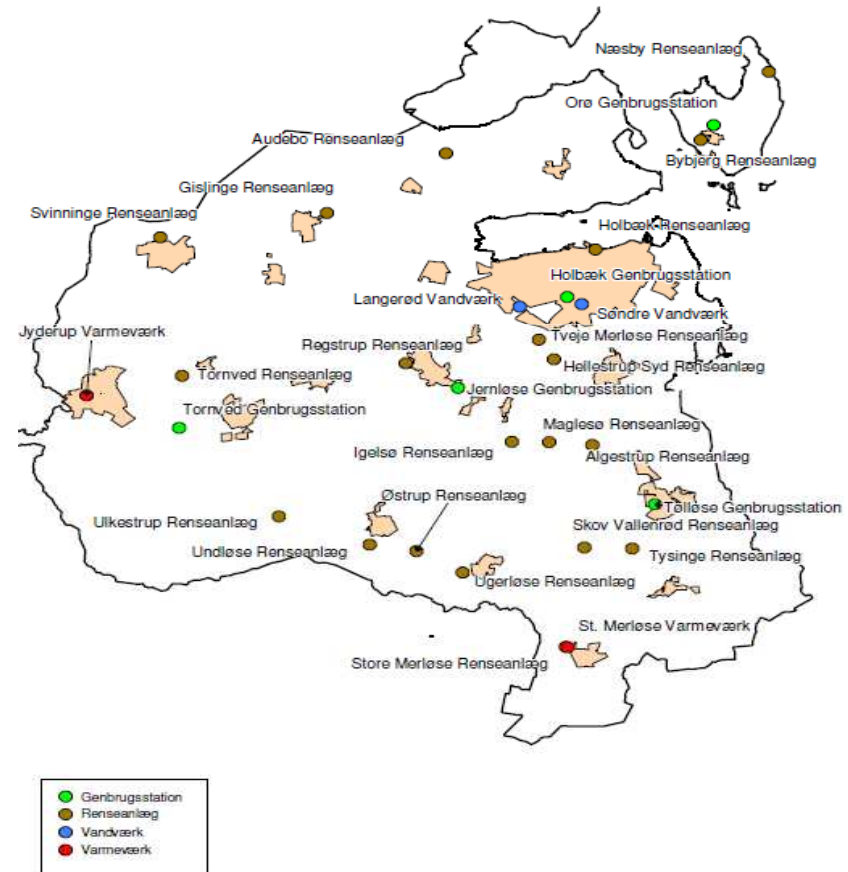 Næsby Renseanlæg
Orø Genbrugsstation
Audebo Renseanlæg
Bybjerg Renseanlæg
Gislinge Renseanlæg
Svinninge Renseanlæg
Holbæk Renseanlæg
Holbæk Genbrugsstation
Langerød Vandværk
Søndre Vandværk
Jyderup Varmeværk
Tveje Merløse Renseanlæg
Regstrup Renseanlæg
Hellestrup Syd Renseanlæg
Tornved Renseanlæg
Jernløse Genbrugsstation
Tornved Genbrugsstation
Maglesø Renseanlæg
Igelsø Renseanlæg
Algestrup Renseanlæg
Østrup Renseanlæg
Tølløse Genbrugsstation
Ulkestrup Renseanlæg
Skov Vallenrød Renseanlæg
Undløse Renseanlæg
Tysinge Renseanlæg
Ugerløse Renseanlæg
St. Merløse Varmeværk
Store Merløse Renseanlæg
Genbrugsstation
Renseanlæg
Vandværk
Varmeværk